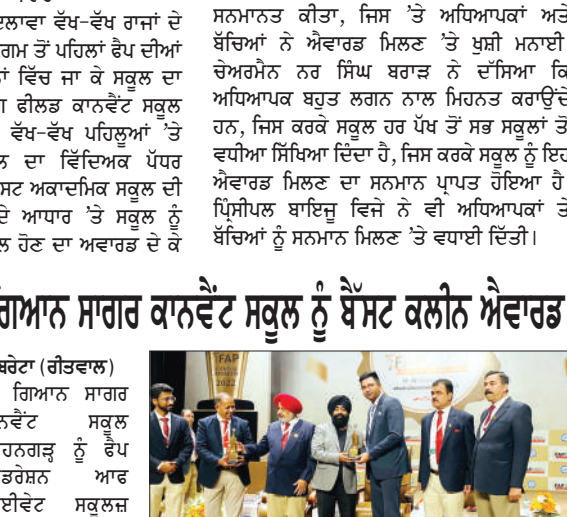 ਲਾਵਾ ਵੱਖ-ਵੱਖ ਰਾਜਾਂ ਦੇ
ਗਮ ਤੋਂ ਪਹਿਲਾਂ ਫੈਪ ਦੀਆਂ
ਵਿੱਚ ਜਾ ਕੇ ਸਕੂਲ ਦਾ
ਫੀਲਡ ਕਾਨਵੈਂਟ ਸਕੂਲ
ਵੱਖ-ਵੱਖ ਪਹਿਲੂਆਂ ’ਤੇ
ਦਾ ਵਿੱਦਿਅਕ ਪੱਧਰ
ਸਟ ਅਕਾਦਮਿਕ ਸਕੂਲ ਦੀ
ਦੇ ਆਧਾਰ ’ਤੇ ਸਕੂਲ ਨੂੰ
ਲ ਹੋਣ ਦਾ ਅਵਾਰਡ ਦੇ ਕੇ
ਸਨਮਾਨਤ ਕੀਤਾ, ਜਿਸ ’ਤੇ ਅਧਿਆਪਕਾਂ ਅਤੇ
ਬੱਚਿਆਂ ਨੇ ਐਵਾਰਡ ਮਿਲਣ ’ਤੇ ਖੁਸ਼ੀ ਮਨਾਈ
ਚੇਅਰਮੈਨ ਨਰ ਸਿੰਘ ਬਰਾੜ ਨੇ ਦੱਸਿਆ ਕਿ
ਅਧਿਆਪਕ ਬਹੁਤ ਲਗਨ ਨਾਲ ਮਿਹਨਤ ਕਰਾਉਂਦੇ
ਹਨ, ਜਿਸ ਕਰਕੇ ਸਕੂਲ ਹਰ ਪੱਖ ਤੋਂ ਸਭ ਸਕੂਲਾਂ ਤੋਂ
ਵਧੀਆ ਸਿੱਖਿਆ ਦਿੰਦਾ ਹੈ, ਜਿਸ ਕਰਕੇ ਸਕੂਲ ਨੂੰ ਇਹ
ਐਵਾਰਡ ਮਿਲਣ ਦਾ ਸਨਮਾਨ ਪ੍ਰਾਪਤ ਹੋਇਆ ਹੈ
ਪ੍ਰਿੰਸੀਪਲ ਬਾਇਜੂ ਵਿਜੇ ਨੇ ਵੀ ਅਧਿਆਪਕਾਂ ਤੇ
ਬੱਚਿਆਂ ਨੂੰ ਸਨਮਾਨ ਮਿਲਣ ’ਤੇ ਵਧਾਈ ਦਿੱਤੀ।
ਗਿਆਨ ਸਾਗਰ ਕਾਨਵੈਂਟ ਸਕੂਲ ਨੂੰ ਬੈੱਸਟ ਕਲੀਨ ਐਵਾਰਡ
ਬਰੇਟਾ (ਰੀਤਵਾਲ)
ਗਿਆਨ ਸਾਗਰ
ਨਵੈਂਟ ਸਕੂਲ
ਹਨਗੜ੍ਹ ਨੂੰ ਫੈਪ
ਡਰੇਸ਼ਨ ਆਫ
ਈਵੇਟ ਸਕੂਲਜ਼
FAP
2022